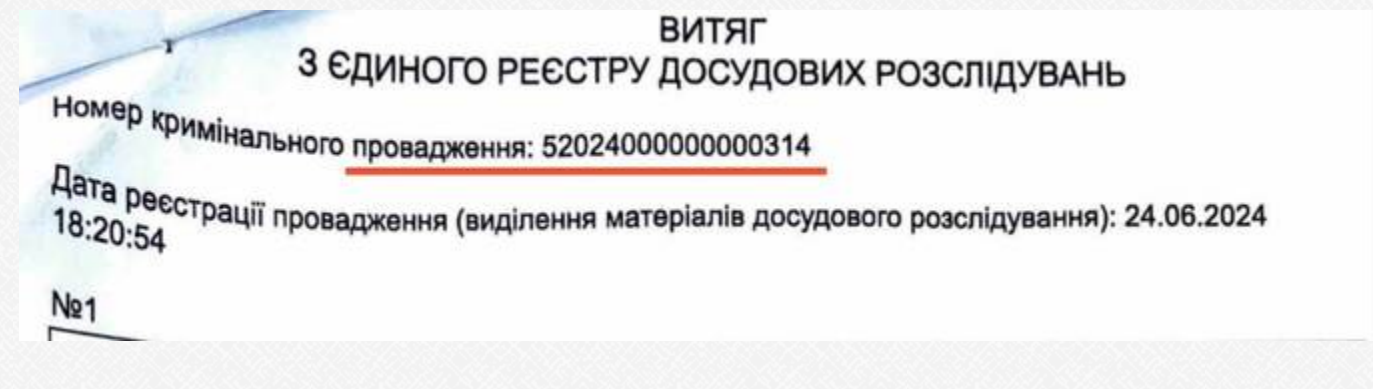 ВИТЯГ
З ЄДИНОГО РЕЄСТРУ ДОСУДОВИХ РОЗСЛІДУВАНЬ
Номер кримінального провадження: 52024000000000314
Дата реєстрації провадження (виділення матеріалів досудового розслідування): 24.06.2024
18:20:54
№1